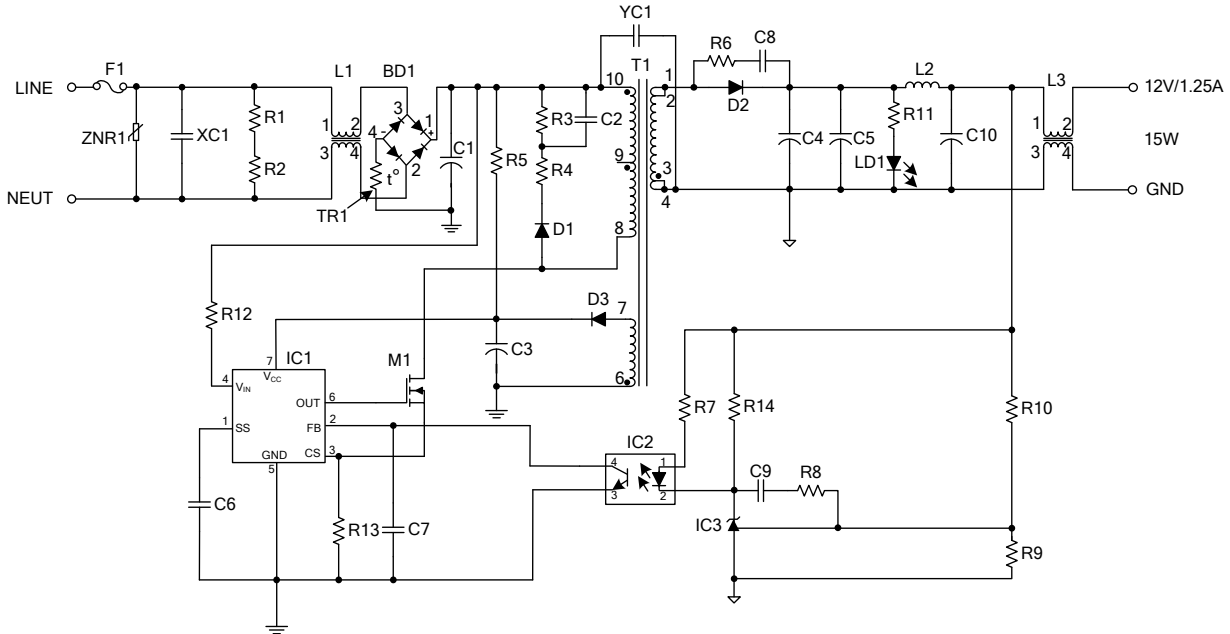 YC1
F1
L1
BD1
T1
R6
C8
L2
L3
LINE
12V/1.25A
10
1
2
D2
3
1
4
-
+
2
ZNR1
XC1
R1
R2
1
2
3
4
t°
C1
R5
R3
C2
R4
9
C4
C5
R11
LD1
C10
1
2
3
4
15W
NEUT
TR1
D1
8
3
4
GND
R12
D3
7
C3
6
IC1
M1
7
VCC
4
VIN
OUT
6
1
SS
FB
2
CS
3
GND
5
R7
R14
R10
IC2
4
3
1
2
C9
R8
IC3
R9
C6
R13
C7